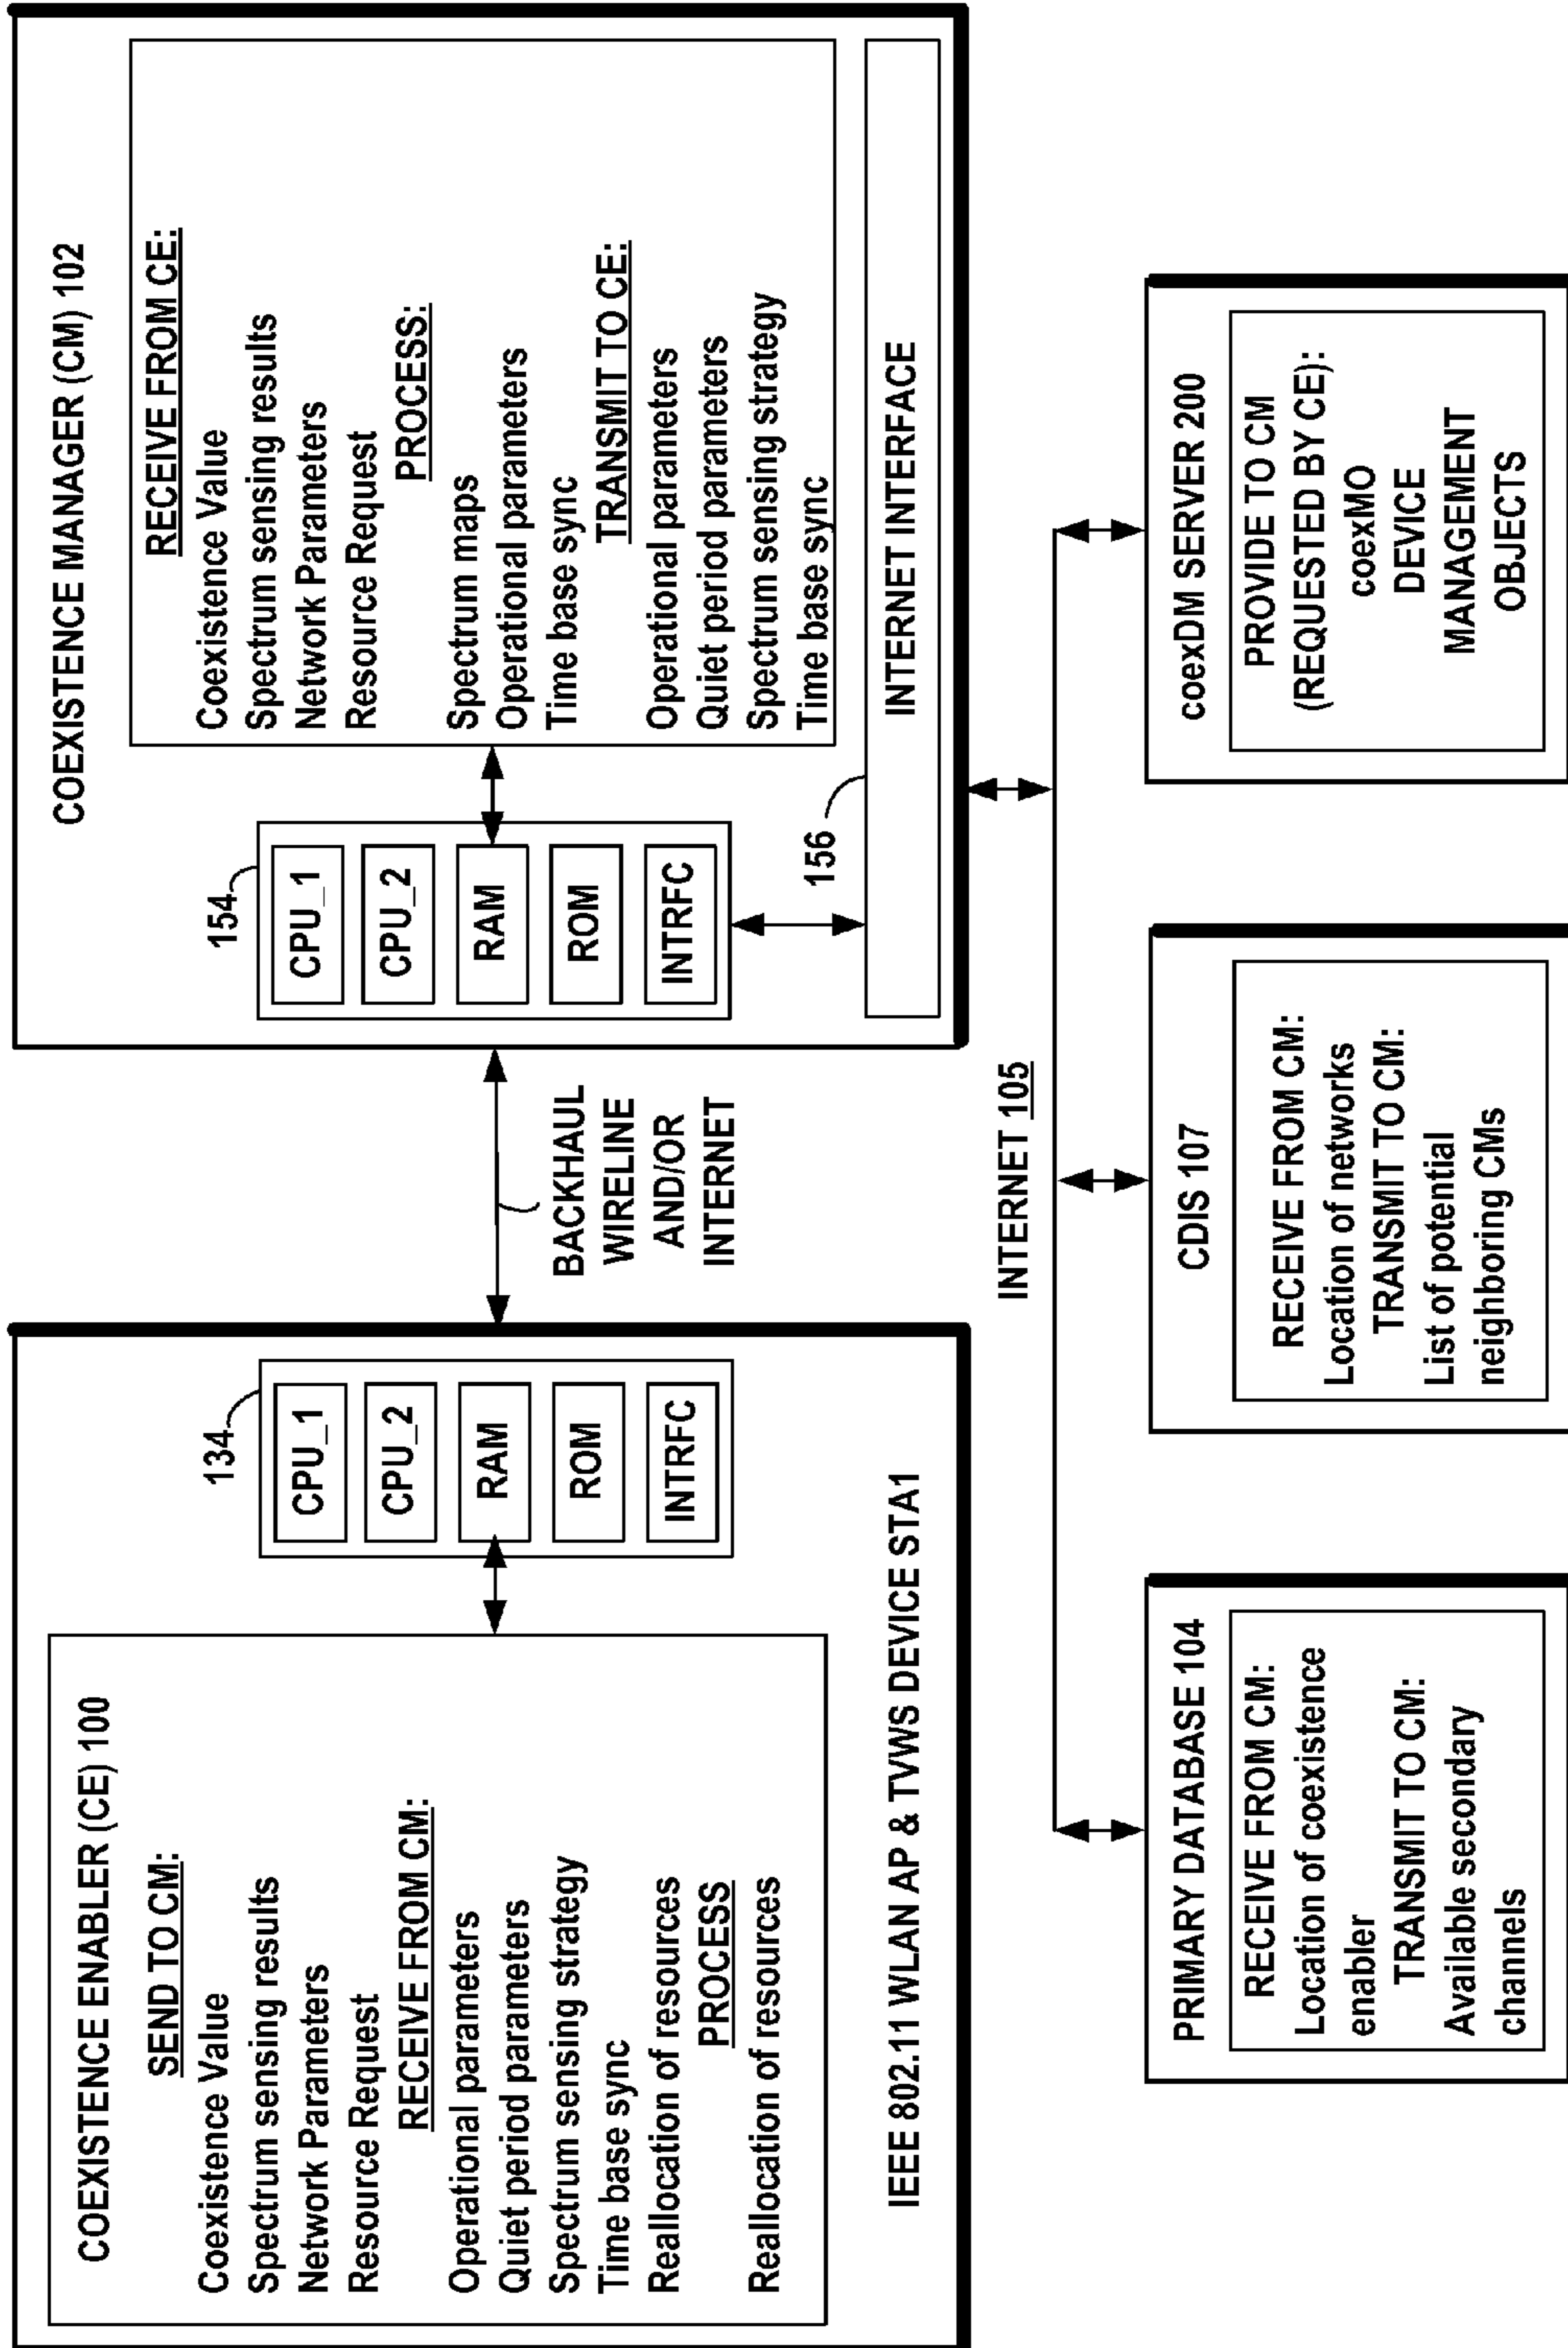 COEXISTENCE ENABLER (CE) 100
SEND TO CM:
Coexistence Value
Spectrum sensing results
Network Parameters
Resource Request
RECEIVE FROM CM:
Operational parameters
Quiet period parameters
Spectrum sensing strategy
Time base sync
Reallocation of resources
PROCESS
Reallocation of resources
134
CPU_1
CPU_2
RAM
ROM
INTRFC
IEEE 802.11 WLAN AP & TVWS DEVICE STA1
BACKHAUL
WIRELINE
AND/OR
INTERNET
COEXISTENCE MANAGER (CM) 102
154
CPU_1
CPU_2
RAM
ROM
INTRFC
RECEIVE FROM CE:
Coexistence Value
Spectrum sensing results
Network Parameters
Resource Request
PROCESS:
Spectrum maps
Operational parameters
Time base sync
TRANSMIT TO CE:
Operational parameters
Quiet period parameters
Spectrum sensing strategy
Time base sync
156
INTERNET INTERFACE
INTERNET 105
PRIMARY DATABASE 104
RECEIVE FROM CM:
Location of coexistence
enabler
TRANSMIT TO CM:
Available secondary
channels
CDIS 107
RECEIVE FROM CM:
Location of networks
TRANSMIT TO CM:
List of potential
neighboring CMs
coexDM SERVER 200
PROVIDE TO CM
(REQUESTED BY CE):
coexMO
DEVICE
MANAGEMENT
OBJECTS